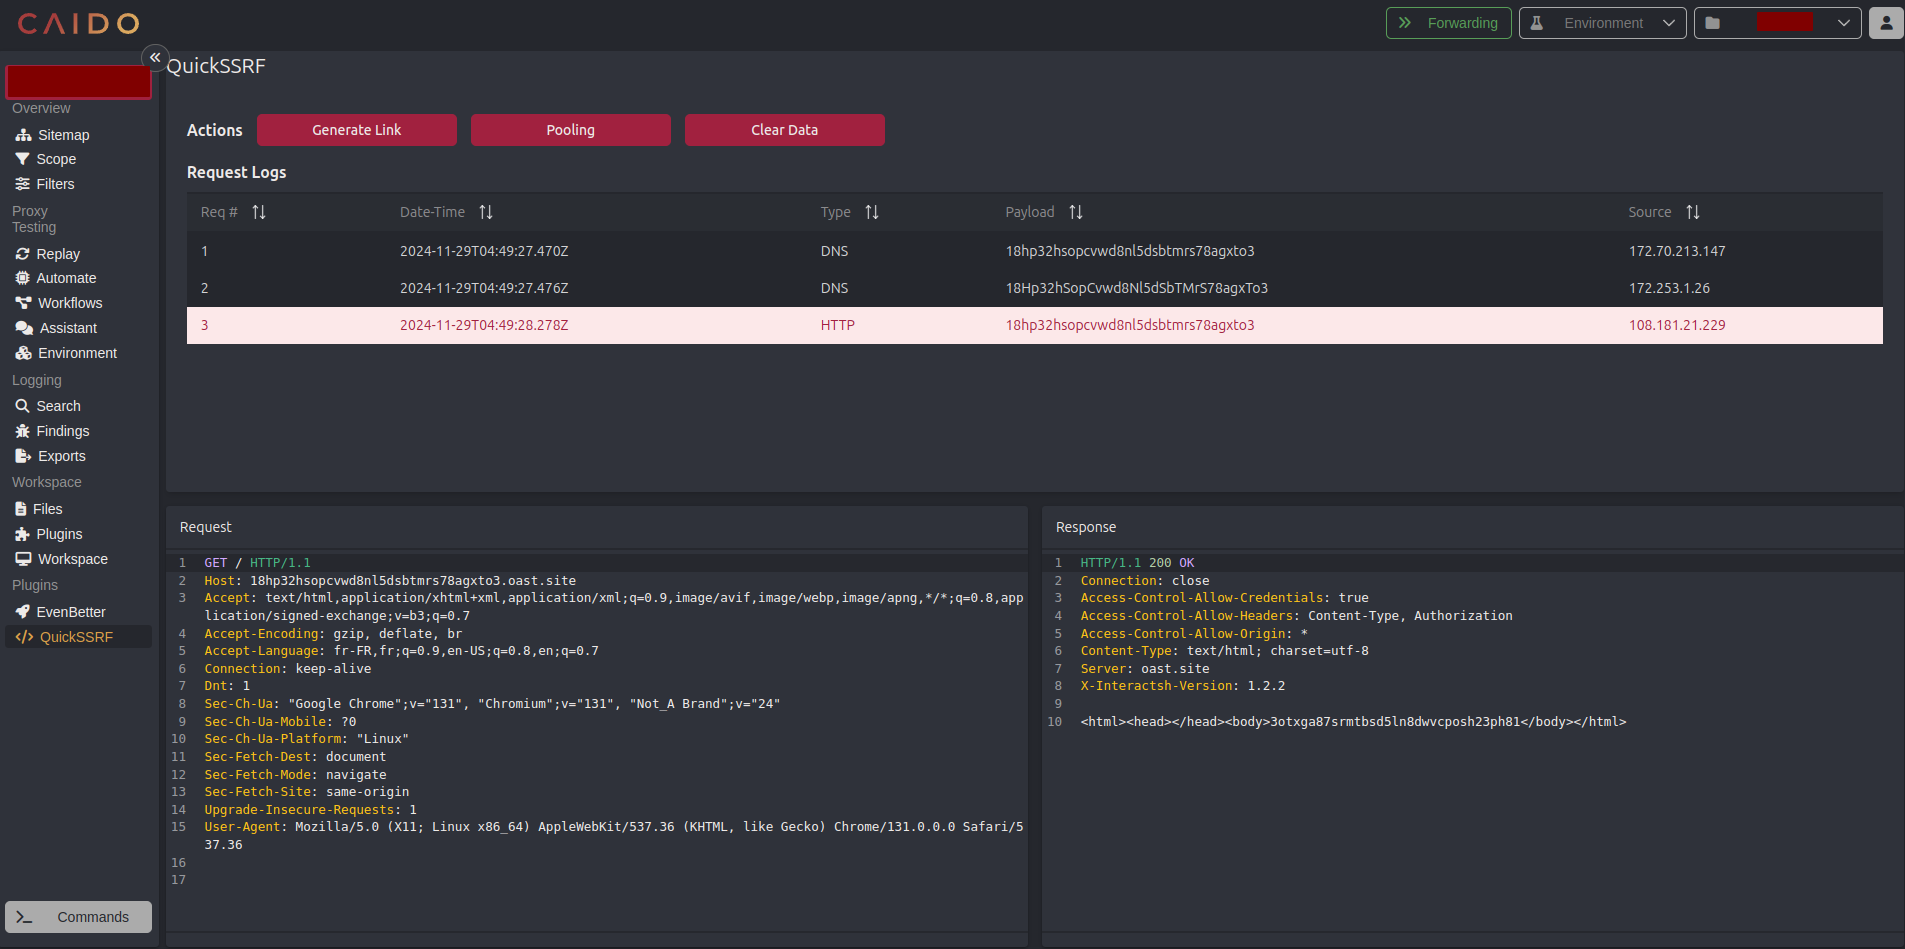 CAIDO
Forwarding
Environment
QuickSSRF
Overview
Sitemap
Scope
Filters
Proxy
Testing
Replay
Automate
Workflows
Assistant
Environment
Logging
Search
Findings
Exports
Workspace
Files
Plugins
Workspace
Plugins
EvenBetter
QuickSSRF
Commands
Actions Generate Link Pooling Clear Data
Request Logs
Req # Date-Time Type Payload Source
1 2024-11-29T04:49:27.470Z DNS 18hp32hsopcvwd8nl5dsbtmrs78agxto3 172.70.213.147
2 2024-11-29T04:49:27.476Z DNS 18Hp32hSopCvwd8Nl5dSbTMrS78agxTo3 172.253.1.26
3 2024-11-29T04:49:28.278Z HTTP 18hp32hsopcvwd8nl5dsbtmrs78agxto3 108.181.21.229
Request
1 GET / HTTP/1.1
2 Host: 18hp32hsopcvwd8nl5dsbtmrs78agxto3.oast.site
3 Accept: text/html,application/xhtml+xml,application/xml;q=0.9,image/avif,image/webp,image/apng,*/*;q=0.8,app
lication/signed-exchange;v=b3;q=0.7
4 Accept-Encoding: gzip, deflate, br
5 Accept-Language: fr-FR,fr;q=0.9,en-US;q=0.8,en;q=0.7
6 Connection: keep-alive
7 Dnt: 1
8 Sec-Ch-Ua: "Google Chrome";v="131", "Chromium";v="131", "Not_A Brand";v="24"
9 Sec-Ch-Ua-Mobile: ?0
10 Sec-Ch-Ua-Platform: "Linux"
11 Sec-Fetch-Dest: document
12 Sec-Fetch-Mode: navigate
13 Sec-Fetch-Site: same-origin
14 Upgrade-Insecure-Requests: 1
15 User-Agent: Mozilla/5.0 (X11; Linux x86_64) AppleWebKit/537.36 (KHTML, like Gecko) Chrome/131.0.0.0 Safari/5
37.36
16
17
Response
1 HTTP/1.1 200 OK
2 Connection: close
3 Access-Control-Allow-Credentials: true
4 Access-Control-Allow-Headers: Content-Type, Authorization
5 Access-Control-Allow-Origin: *
6 Content-Type: text/html; charset=utf-8
7 Server: oast.site
8 X-Interactsh-Version: 1.2.2
9
10 <html><head></head><body>3otxga87srmtbsd5ln8dwvcposh23ph81</body></html>